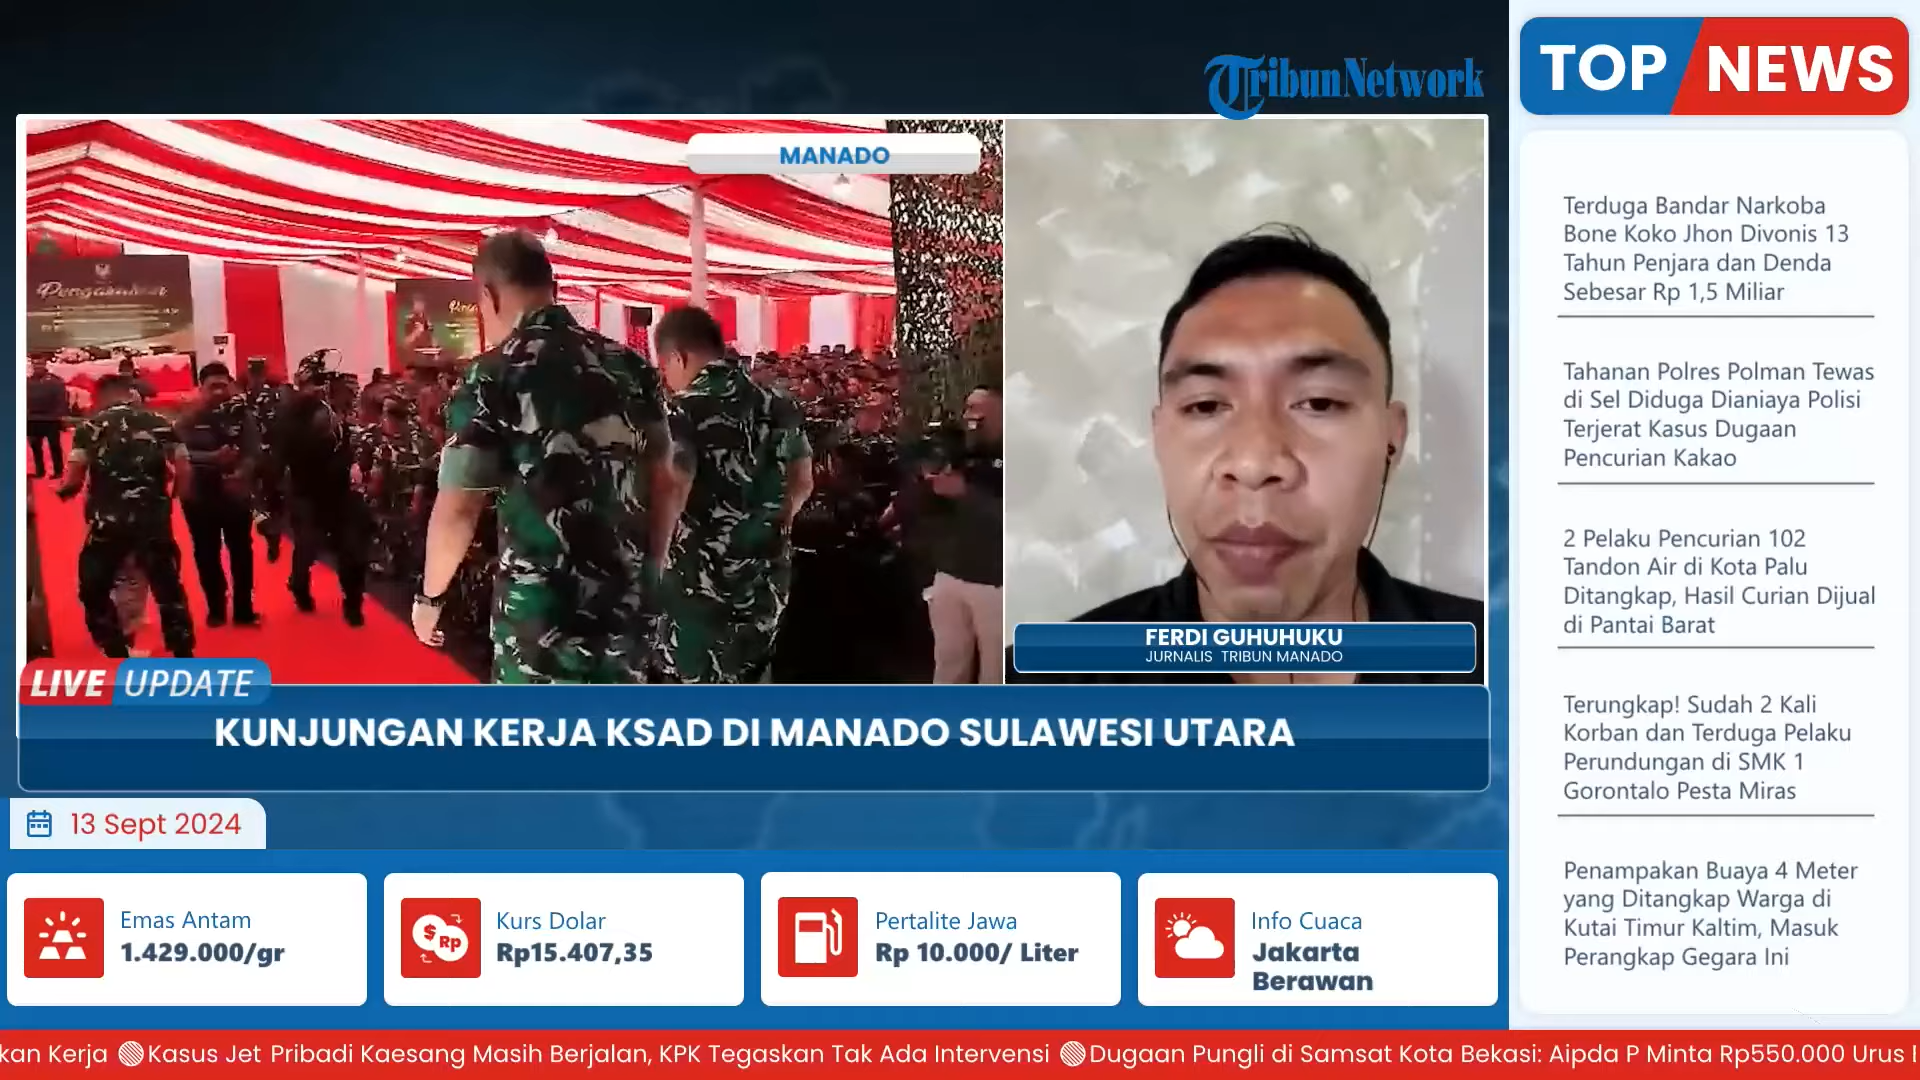 TribunNetwork
TOP NEWS
MANADO
Pengarahan
FERDI GUHUHUKU
JURNALIS TRIBUN MANADO
LIVE UPDATE
KUNJUNGAN KERJA KSAD DI MANADO SULAWESI UTARA
13 Sept 2024
Emas Antam
1.429.000/gr
Kurs Dolar
Rp15.407,35
Pertalite Jawa
Rp 10.000/ Liter
Info Cuaca
Jakarta
Berawan
Terduga Bandar Narkoba
Bone Koko Jhon Divonis 13
Tahun Penjara dan Denda
Sebesar Rp 1,5 Miliar
Tahanan Polres Polman Tewas
di Sel Diduga Dianiaya Polisi
Terjerat Kasus Dugaan
Pencurian Kakao
2 Pelaku Pencurian 102
Tandon Air di Kota Palu
Ditangkap, Hasil Curian Dijual
di Pantai Barat
Terungkap! Sudah 2 Kali
Korban dan Terduga Pelaku
Perundungan di SMK 1
Gorontalo Pesta Miras
Penampakan Buaya 4 Meter
yang Ditangkap Warga di
Kutai Timur Kaltim, Masuk
Perangkap Gegara Ini
kan Kerja Kasus Jet Pribadi Kaesang Masih Berjalan, KPK Tegaskan Tak Ada Intervensi Dugaan Pungli di Samsat Kota Bekasi: Aipda P Minta Rp550.000 Urus